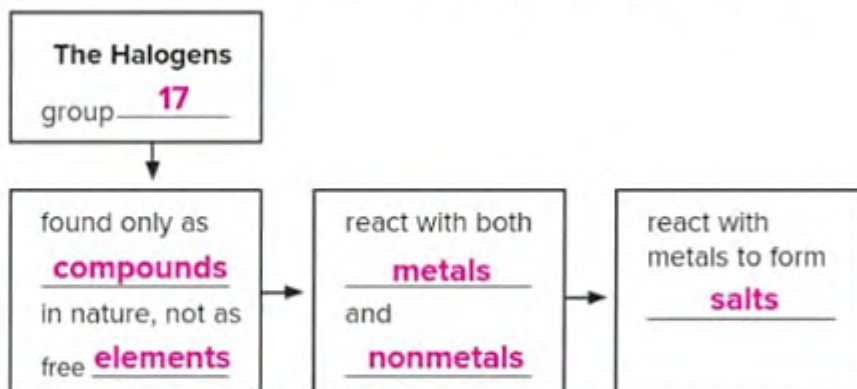 The Halogens
group 17
found only as
compounds
in nature, not as
free elements
react with both
metals
and
nonmetals
react with
metals to form
salts